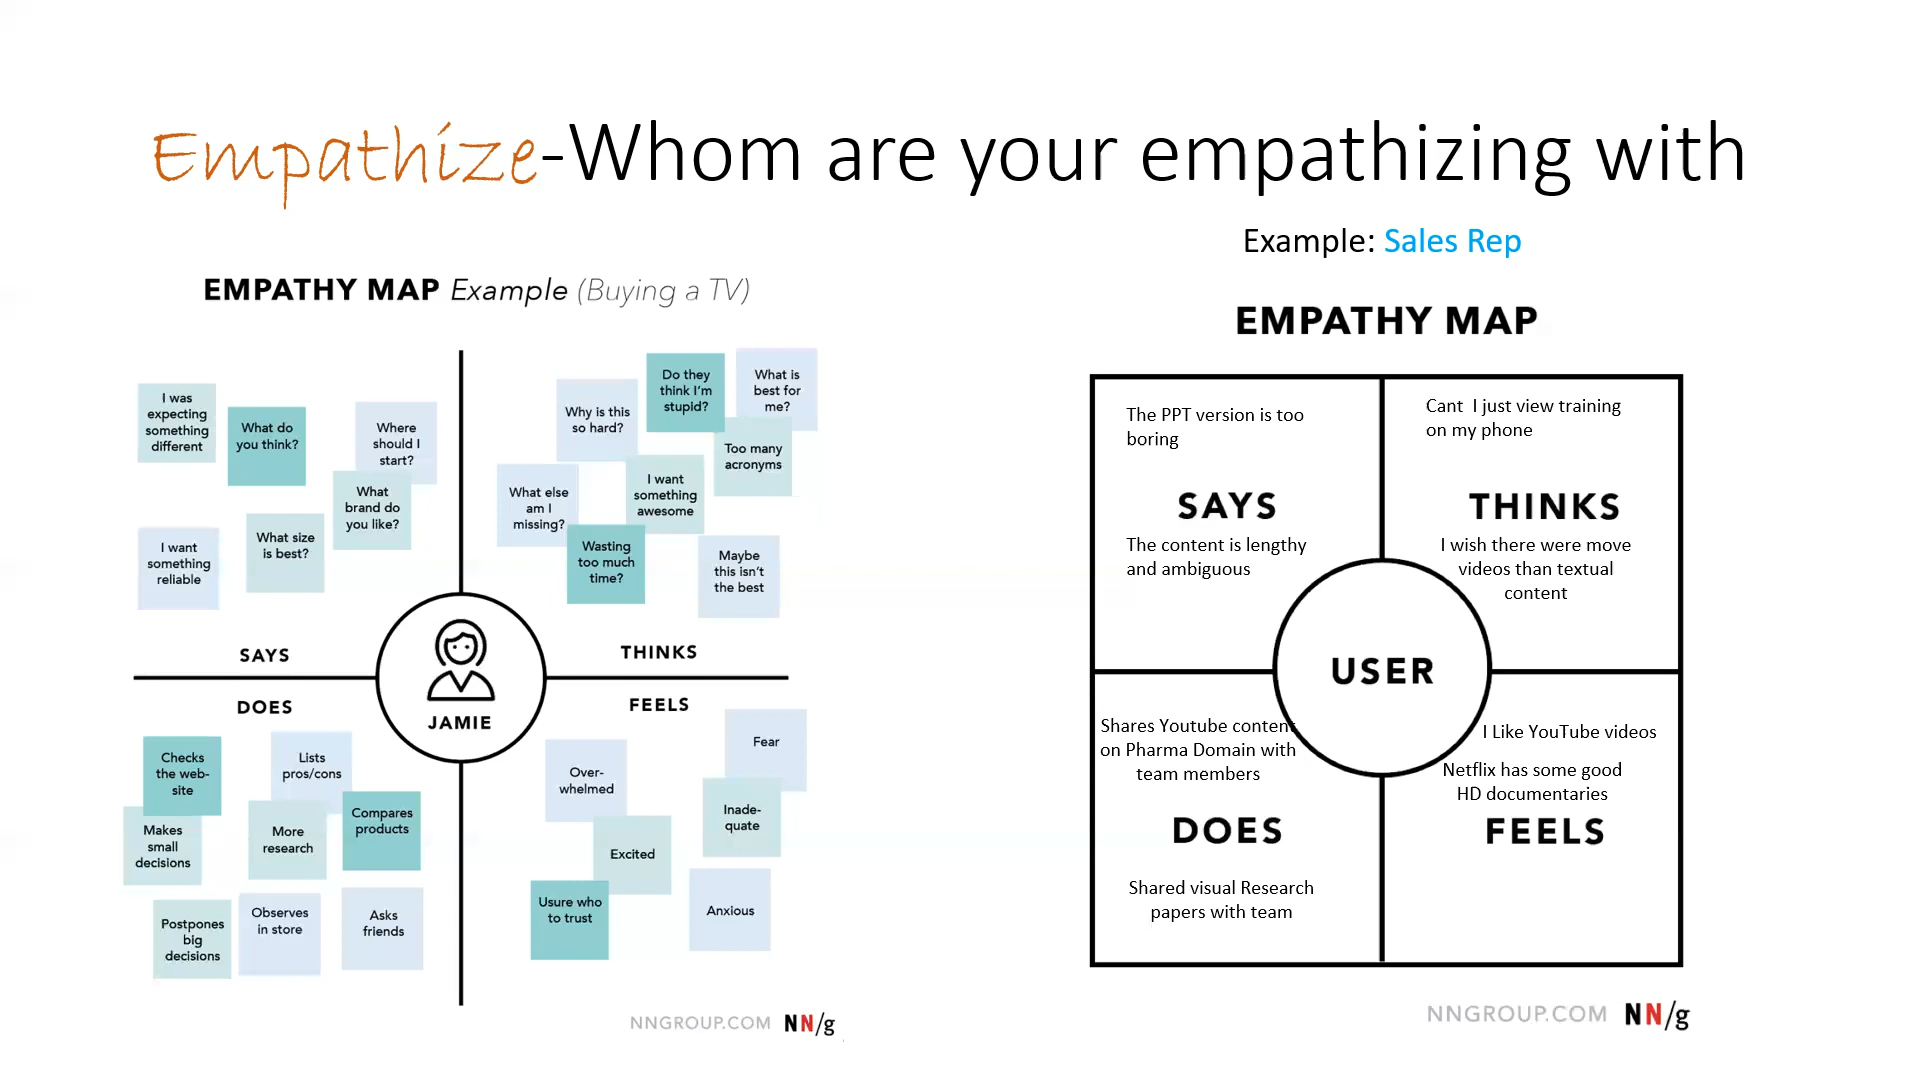 Empathize-Whom are your empathizing with
Example: Sales Rep
EMPATHY MAP Example (Buying a TV)
I was
expecting
something
different
What do
you think?
Where
should I
start?
What
brand do
you like?
What size
is best?
I want
something
reliable
SAYS
Why is this
so hard?
Do they
think I'm
stupid?
What is
best for
me?
Too many
acronyms
I want
something
awesome
What else
am I
missing?
Wasting
too much
time?
Maybe
this isn't
the best
THINKS
JAMIE
DOES
Checks
the web-
site
Lists
pros/cons
Compares
products
Makes
small
decisions
More
research
Postpones
big
decisions
Observes
in store
Asks
friends
FEELS
Fear
Over-
whelmed
Inade-
quate
Excited
Usure who
to trust
Anxious
NNGROUP.COM NN/g
EMPATHY MAP
The PPT version is too
boring
SAYS
The content is lengthy
and ambiguous
Cant I just view training
on my phone
THINKS
I wish there were move
videos than textual
content
USER
Shares Youtube content
on Pharma Domain with
team members
DOES
Shared visual Research
papers with team
I Like YouTube videos
Netflix has some good
HD documentaries
FEELS
NNGROUP.COM NN/g